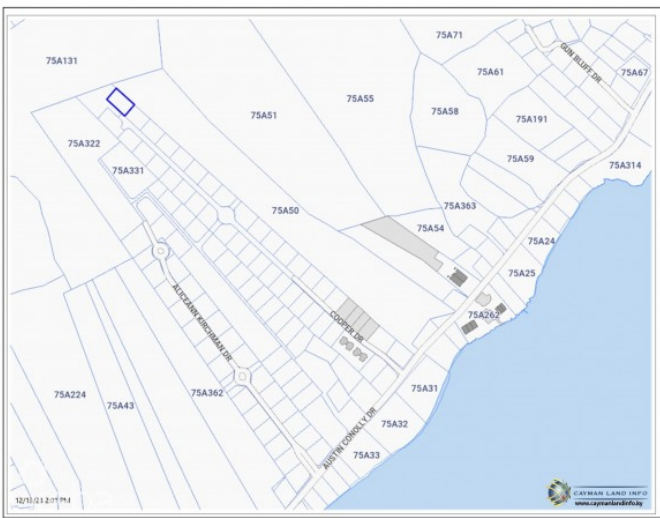 75A71
75A131
75A61
75A67
GUN BLUFF DR
75A55
75A58
75A51
75A191
75A322
75A59
75A314
75A331
75A363
75A50
75A54
75A24
75A25
ALICEANN KIRCHMAN DR
COOPER DR
75A262
75A31
75A362
75A224
75A43
75A32
AUSTIN CONOLLY DR
75A33
CAYMAN LAND INFO
www.caymanlandinfo.ky